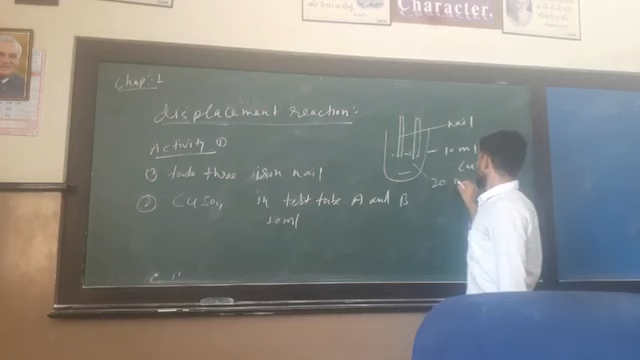 Character.
Chap:-1
displacement reaction:-
Activity ①
① take three iron nail
② CuSO4 in test tube A and B
10ml
nail
10 ml
Cu
20